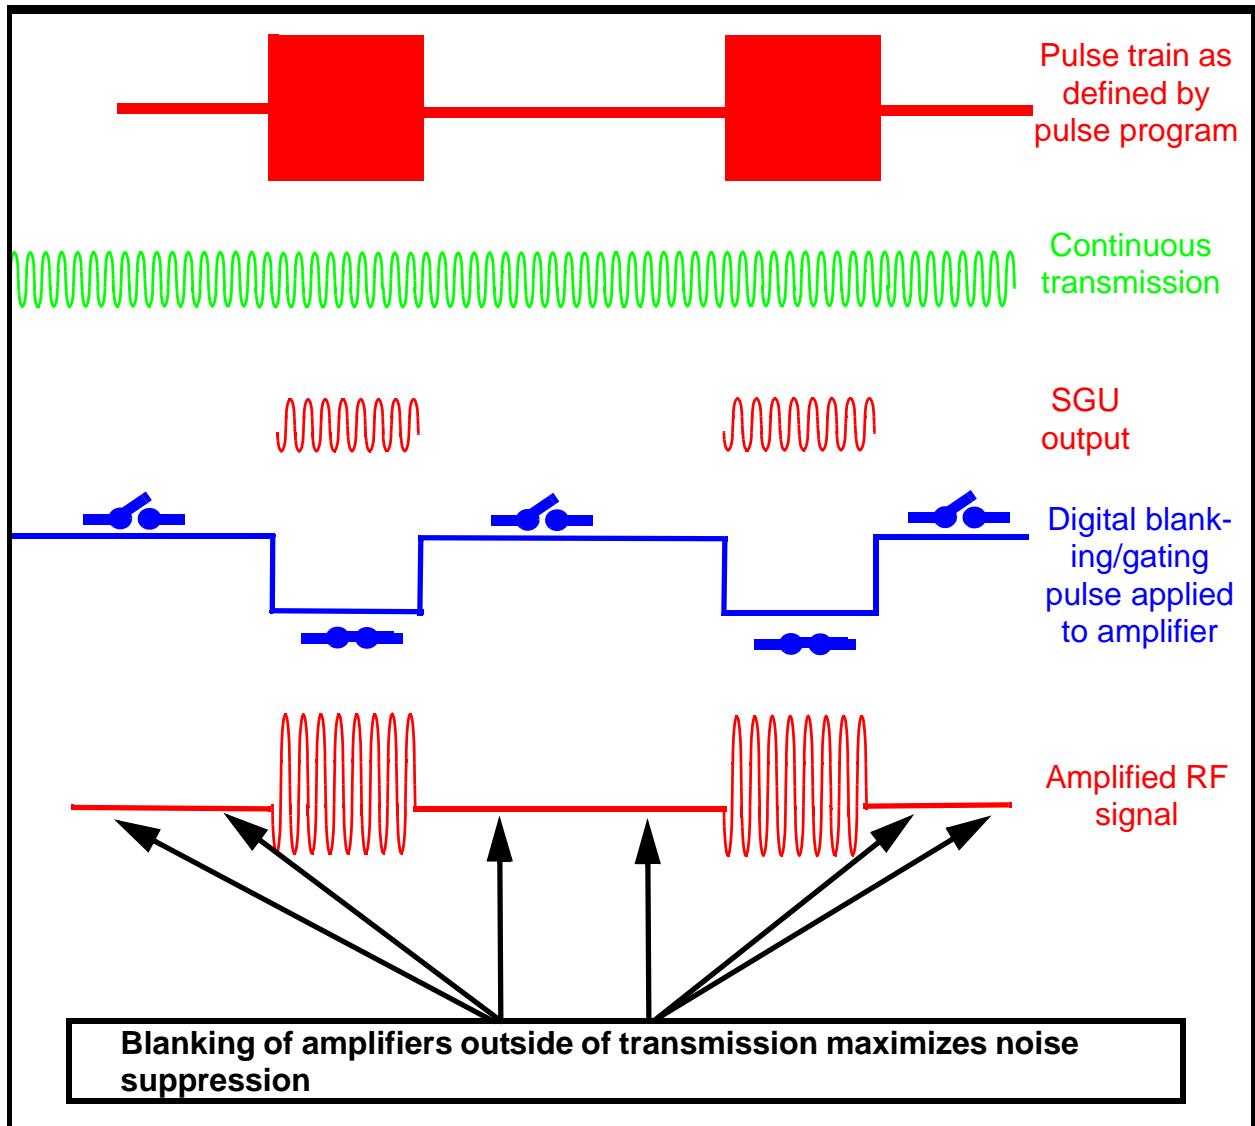 Pulse train as
defined by
pulse program
Continuous
transmission
SGU
output
Digital blank-
ing/gating
pulse applied
to amplifier
Amplified RF
signal
Blanking of amplifiers outside of transmission maximizes noise
suppression